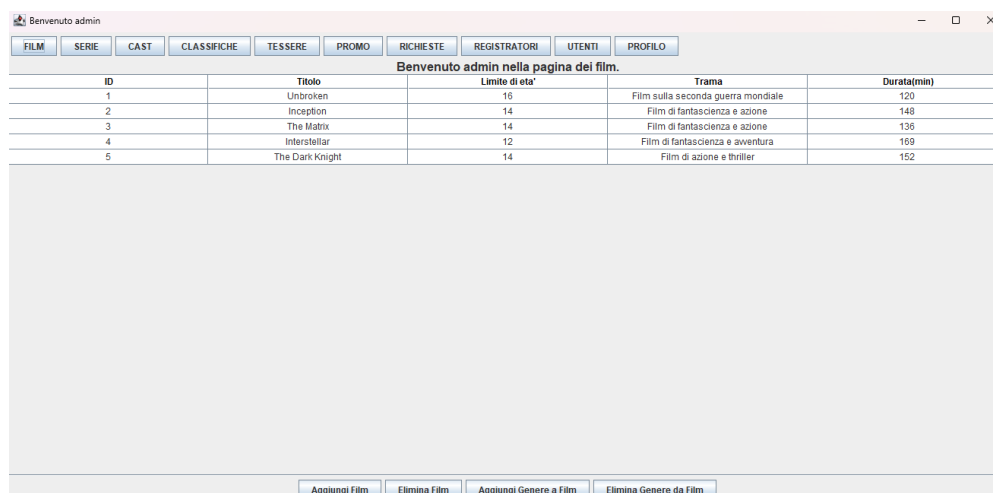 Benvenuto admin
FILM SERIE CAST CLASSIFICHE TESSERE PROMO RICHIESTE REGISTRATORI UTENTI PROFILO
Benvenuto admin nella pagina dei film.
ID Titolo Limite di eta' Trama Durata(min)
1 Unbroken 16 Film sulla seconda guerra mondiale 120
2 Inception 14 Film di fantascienza e azione 148
3 The Matrix 14 Film di fantascienza e azione 136
4 Interstellar 12 Film di fantascienza e avventura 169
5 The Dark Knight 14 Film di azione e thriller 152
Aggiungi Film Elimina Film Aggiungi Genere a Film Elimina Genere da Film